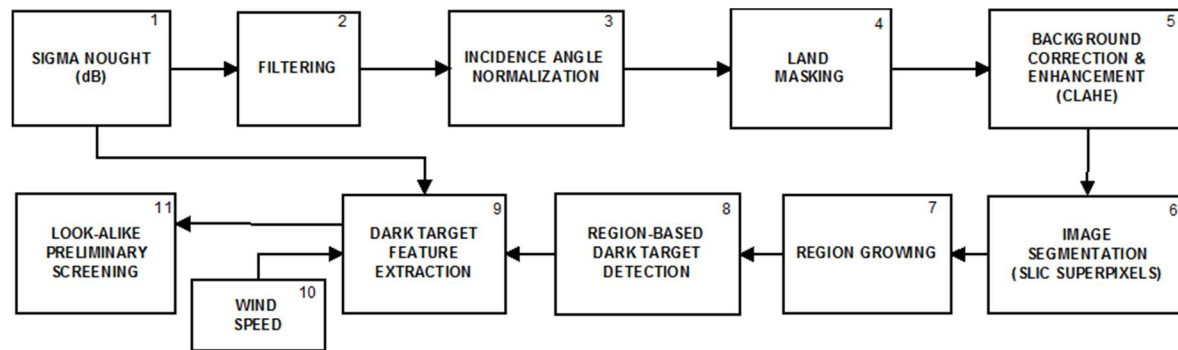 1
SIGMA NOUGHT
(dB)
2
FILTERING
3
INCIDENCE ANGLE
NORMALIZATION
4
LAND
MASKING
5
BACKGROUND
CORRECTION &
ENHANCEMENT
(CLAHE)
6
IMAGE
SEGMENTATION
(SLIC SUPERPIXELS)
7
REGION GROWING
8
REGION-BASED
DARK TARGET
DETECTION
9
DARK TARGET
FEATURE
EXTRACTION
10
WIND
SPEED
11
LOOK-ALIKE
PRELIMINARY
SCREENING